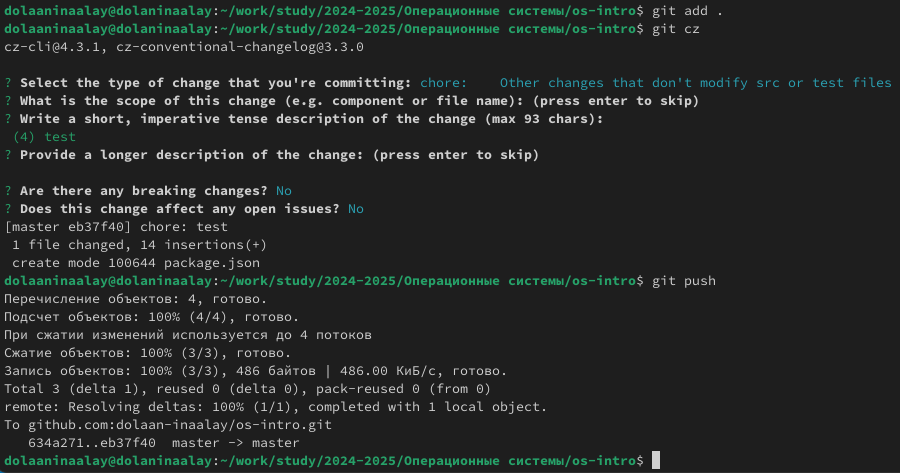 dolaaninaalay@dolaninaalay:~/work/study/2024-2025/Операционные системы/os-intro$ git add .
dolaaninaalay@dolaninaalay:~/work/study/2024-2025/Операционные системы/os-intro$ git cz
cz-cli@4.3.1, cz-conventional-changelog@3.3.0
? Select the type of change that you're committing: chore:    Other changes that don't modify src or test files
? What is the scope of this change (e.g. component or file name): (press enter to skip)
? Write a short, imperative tense description of the change (max 93 chars):
 (4) test
? Provide a longer description of the change: (press enter to skip)
? Are there any breaking changes? No
? Does this change affect any open issues? No
[master eb37f40] chore: test
 1 file changed, 14 insertions(+)
 create mode 100644 package.json
dolaaninaalay@dolaninaalay:~/work/study/2024-2025/Операционные системы/os-intro$ git push
Перечисление объектов: 4, готово.
Подсчет объектов: 100% (4/4), готово.
При сжатии изменений используется до 4 потоков
Сжатие объектов: 100% (3/3), готово.
Запись объектов: 100% (3/3), 486 байтов | 486.00 КиБ/с, готово.
Total 3 (delta 1), reused 0 (delta 0), pack-reused 0 (from 0)
remote: Resolving deltas: 100% (1/1), completed with 1 local object.
To github.com:dolaan-inaalay/os-intro.git
   634a271..eb37f40  master -> master
dolaaninaalay@dolaninaalay:~/work/study/2024-2025/Операционные системы/os-intro$